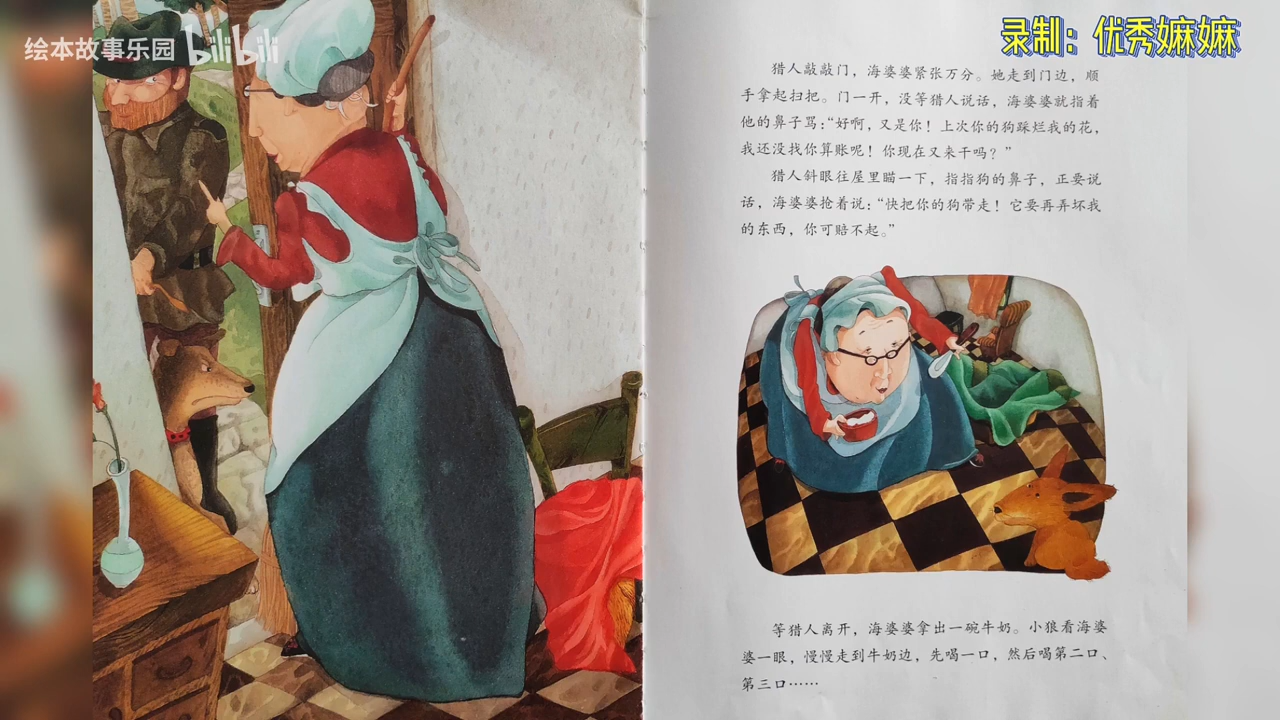 绘本故事乐园 bilibili
录制：优秀嫲嫲
猎人敲敲门，海婆婆紧张万分。她走到门边，顺
手拿起扫把。门一开，没等猎人说话，海婆婆就指着
他的鼻子骂：“好啊，又是你！上次你的狗踩烂我的花，
我还没找你算账呢！你现在又来干吗？”
猎人斜眼往屋里瞄一下，指指狗的鼻子，正要说
话，海婆婆抢着说：“快把你的狗带走！它要再弄坏我
的东西，你可赔不起。”
等猎人离开，海婆婆拿出一碗牛奶。小狼看海婆
婆一眼，慢慢走到牛奶边，先喝一口，然后喝第二口、
第三口……